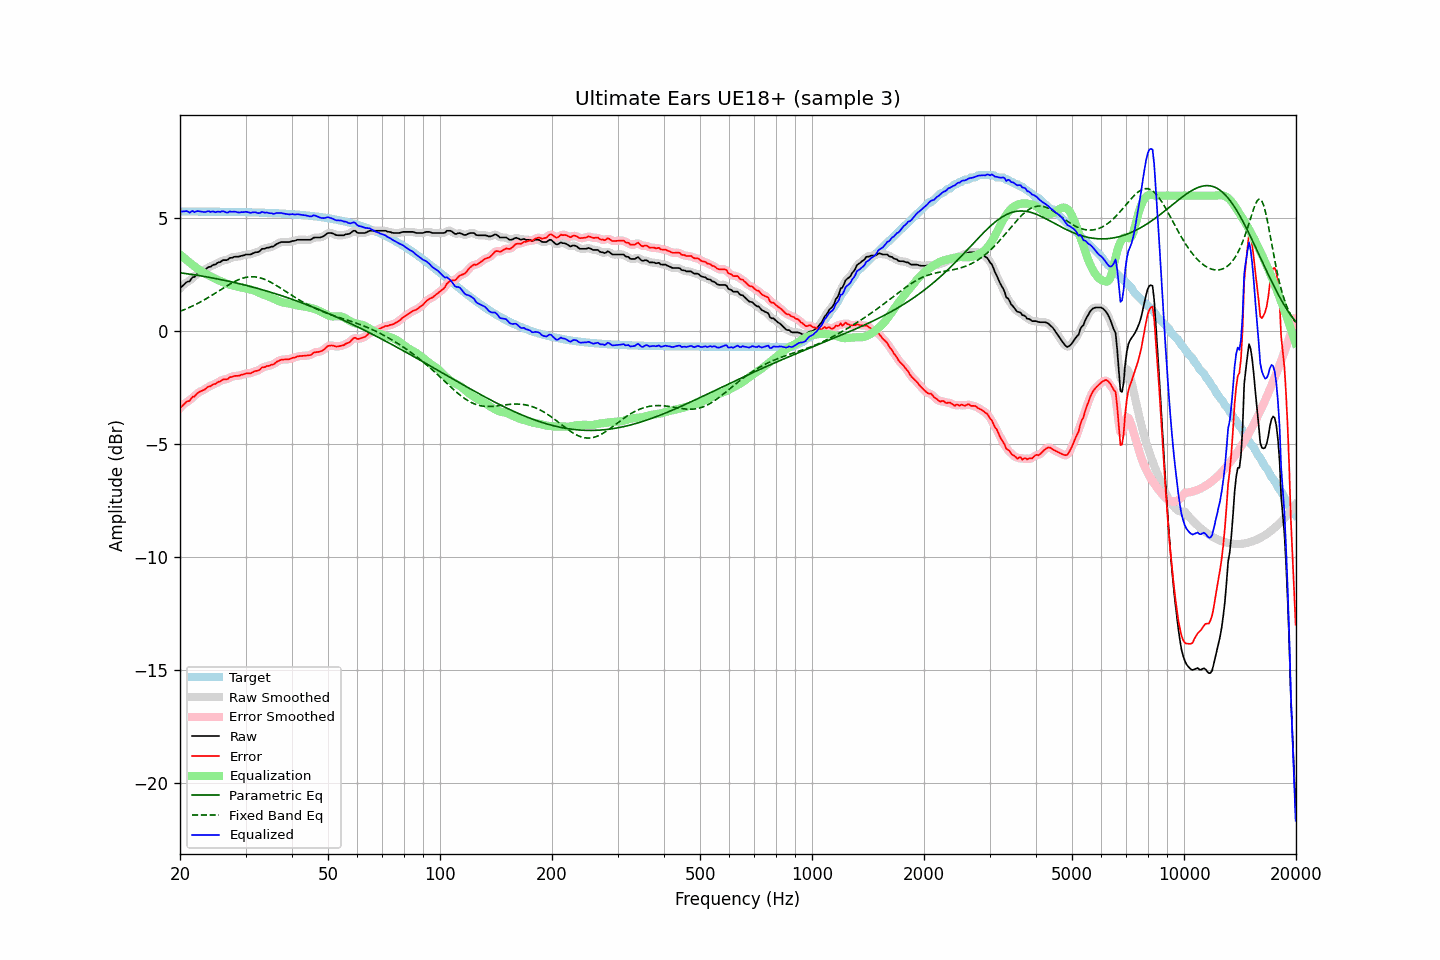 Ultimate Ears UE18+ (sample 3)
Amplitude (dBr)
5
0
−5
−10
−15
−20
Target
Raw Smoothed
Error Smoothed
Raw
Error
Equalization
Parametric Eq
Fixed Band Eq
Equalized
20 50 100 200 500 1000 2000 5000 10000 20000
Frequency (Hz)